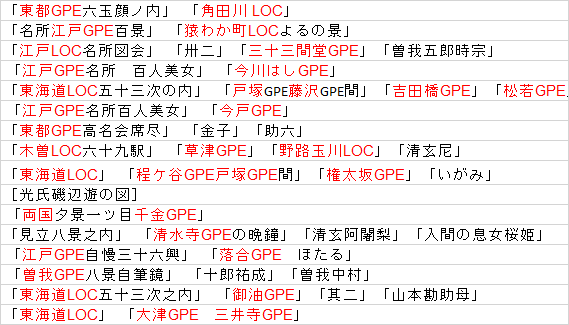 「東都GPE六玉顔ノ内」 「角田川 LOC」
「名所江戸GPE百景」 「猿わか町LOCよるの景」
「江戸LOC名所図会」 「卅二」 「三十三間堂GPE」 「曽我五郎時宗」
「江戸GPE名所 百人美女」 「今川はしGPE」
「東海道LOC五十三次の内」 「戸塚GPE藤沢GPE間」 「吉田橋GPE」 「松若GPE
「江戸GPE名所百人美女」 「今戸GPE」
「東都GPE高名会席尽」 「金子」 「助六」
「木曽LOC六十九駅」 「草津GPE」 「野路玉川LOC」 「清玄尼」
「東海道LOC」 「程ケ谷GPE戸塚GPE間」 「権太坂GPE」 「いがみ」
[光氏磯辺遊の図]
「両国夕景一ツ目千金GPE」
「見立八景之内」 「清水寺GPEの晩鐘」 「清玄阿闍梨」 「入間の息女桜姫」
「江戸GPE自慢三十六興」 「落合GPE ほたる」
「曽我GPE八景自筆鏡」 「十郎祐成」 「曽我中村」
「東海道LOC五十三次之内」 「御油GPE」 「其二」 「山本勘助母」
「東海道LOC」 「大津GPE 三井寺GPE」